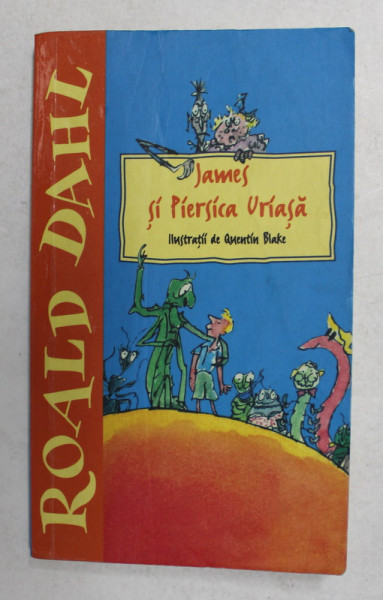 ROALD DAHL
James
și Piersica Uriașă
Ilustrații de Quentin Blake